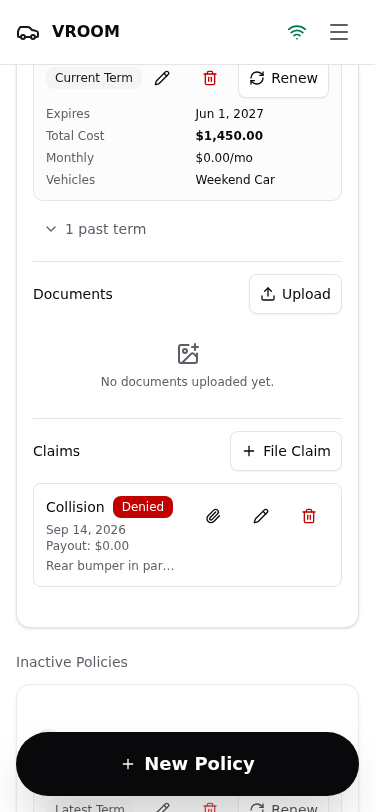 VROOM
Current Term
Renew
Expires Jun 1, 2027
Total Cost $1,450.00
Monthly $0.00/mo
Vehicles Weekend Car
1 past term
Documents Upload
No documents uploaded yet.
Claims File Claim
Collision Denied
Sep 14, 2026
Payout: $0.00
Rear bumper in par…
Inactive Policies
New Policy
Latest Term Renew